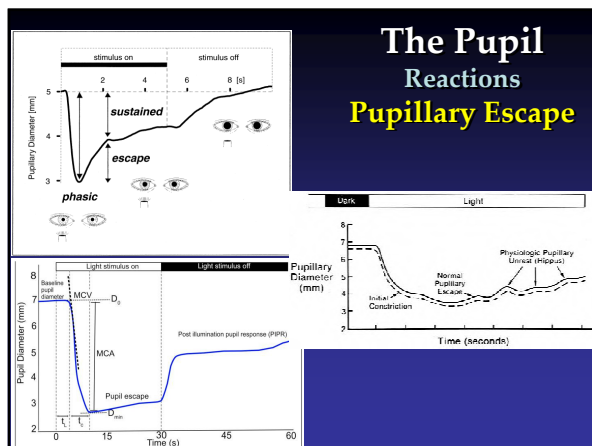 The Pupil
Reactions
Pupillary Escape
stimulus on
stimulus off
2
6
8 [s]
5
4
3
Pupillary Diameter [mm]
sustained
escape
phasic
Dark
Light
8
7
6
5
4
3
2
Pupillary
Diameter
(mm)
Initial
Constriction
Normal
Pupillary
Escape
Physiologic Pupillary
Unrest (Hippus)
Time (seconds)
Light stimulus on
Light stimulus off
8
7
6
5
4
3
2
Pupil Diameter (mm)
Baseline
pupil
diameter
MCV
D₀
MCA
Post illumination pupil response (PIPR)
Pupil escape
Dmin
0
15
30
45
60
Time (s)